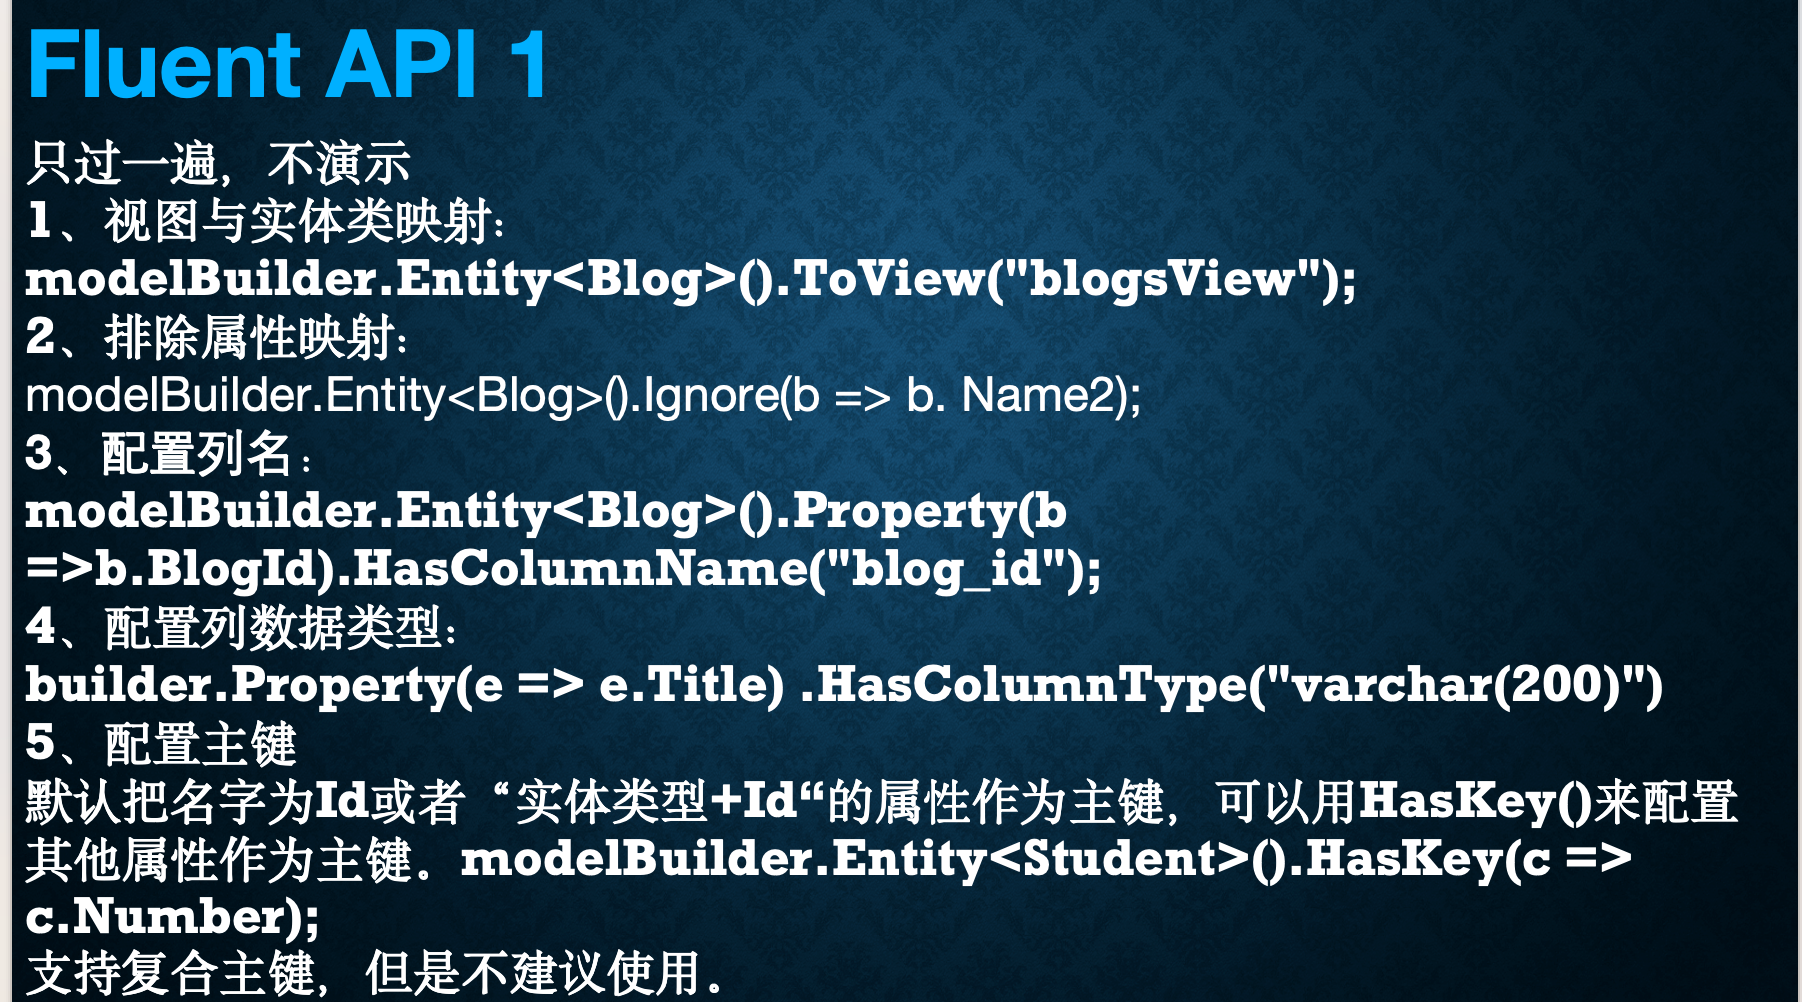 Fluent API 1
只过一遍，不演示
1、视图与实体类映射：
modelBuilder.Entity<Blog>().ToView("blogsView");
2、排除属性映射：
modelBuilder.Entity<Blog>().Ignore(b => b. Name2);
3、配置列名：
modelBuilder.Entity<Blog>().Property(b
=>b.BlogId).HasColumnName("blog_id");
4、配置列数据类型：
builder.Property(e => e.Title) .HasColumnType("varchar(200)")
5、配置主键
默认把名字为Id或者“实体类型+Id“的属性作为主键，可以用HasKey()来配置
其他属性作为主键。modelBuilder.Entity<Student>().HasKey(c =>
c.Number);
支持复合主键，但是不建议使用。